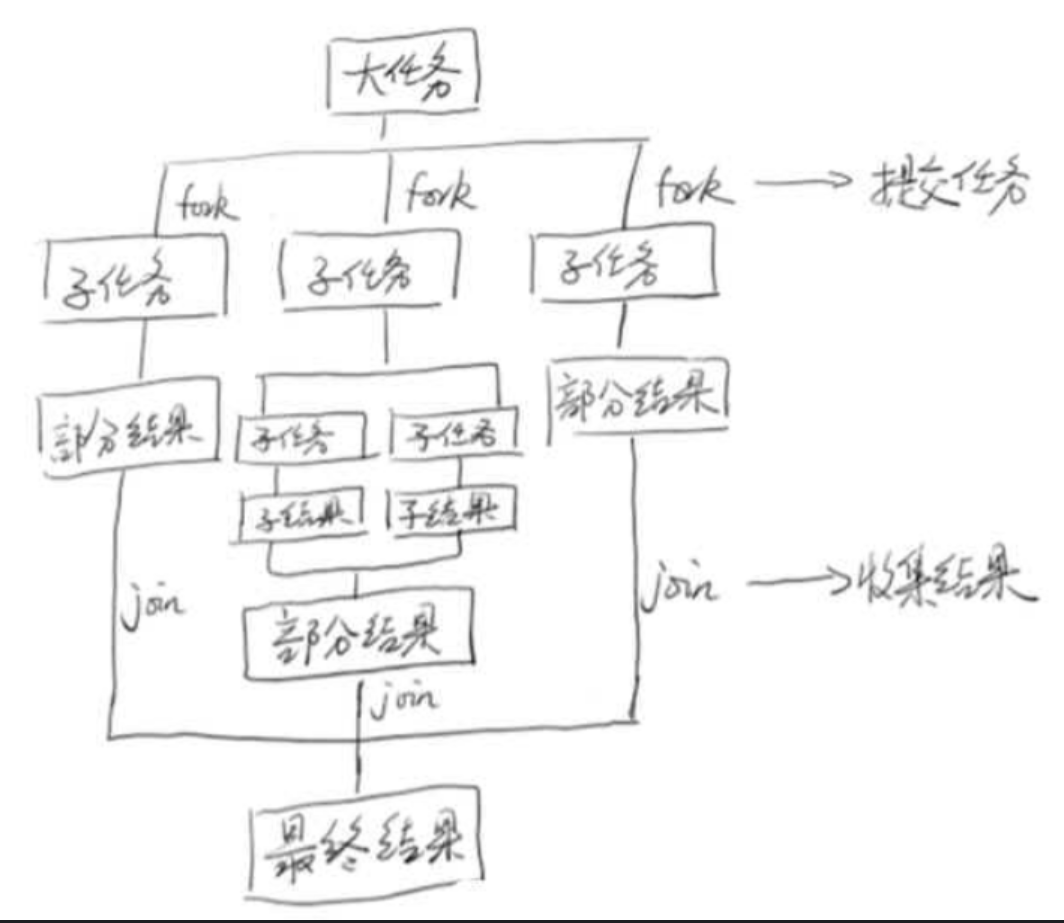 大任务
fork
fork
fork
提交任务
子任务
子任务
子任务
部分结果
部分结果
子任务
子任务
子结果
子结果
join
join
收集结果
部分结果
join
最终结果